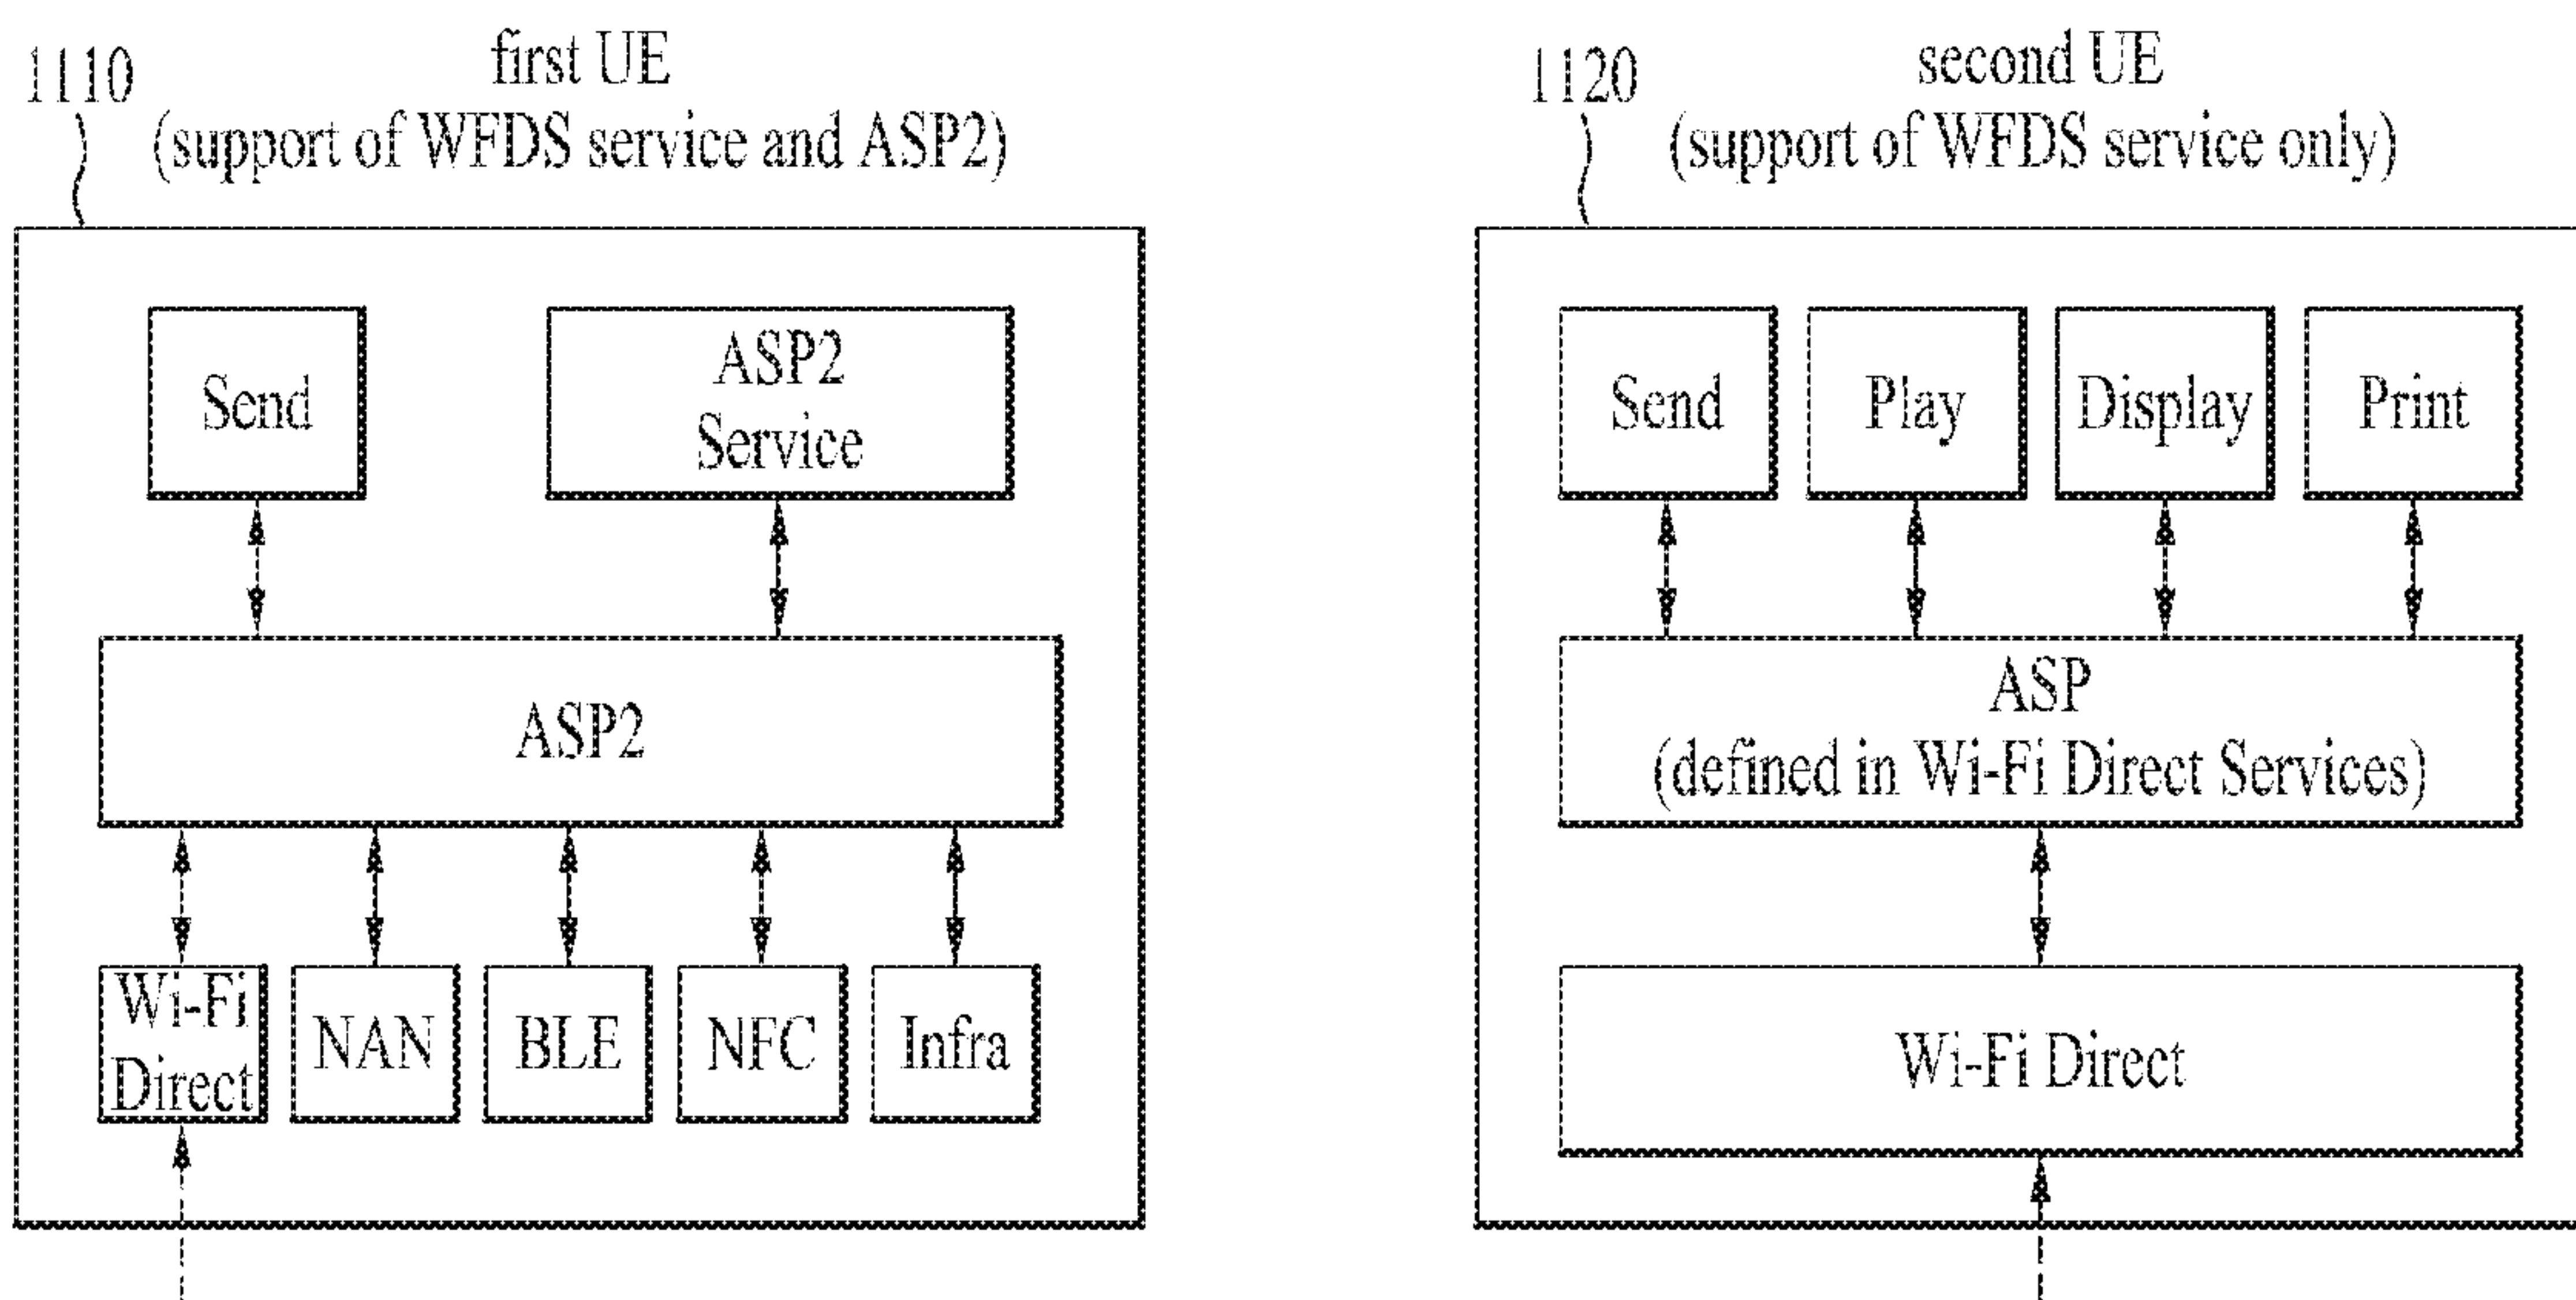 1110
first UE
(support of WFDS service and ASP2)
Send
ASP2
Service
ASP2
Wi-Fi
Direct
NAN
BLE
NFC
Infra
1120
second UE
(support of WFDS service only)
Send
Play
Display
Print
ASP
(defined in Wi-Fi Direct Services)
Wi-Fi Direct